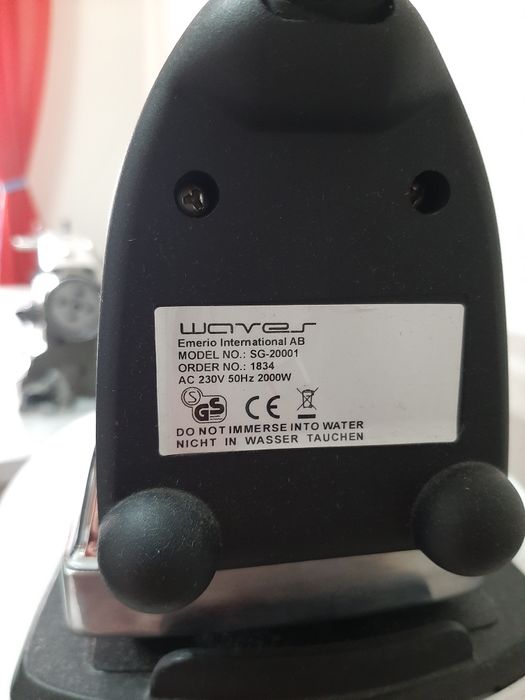 waves
Emerio International AB
MODEL NO.: SG-20001
ORDER NO.: 1834
AC 230V 50Hz 2000W
S GS CE
DO NOT IMMERSE INTO WATER
NICHT IN WASSER TAUCHEN